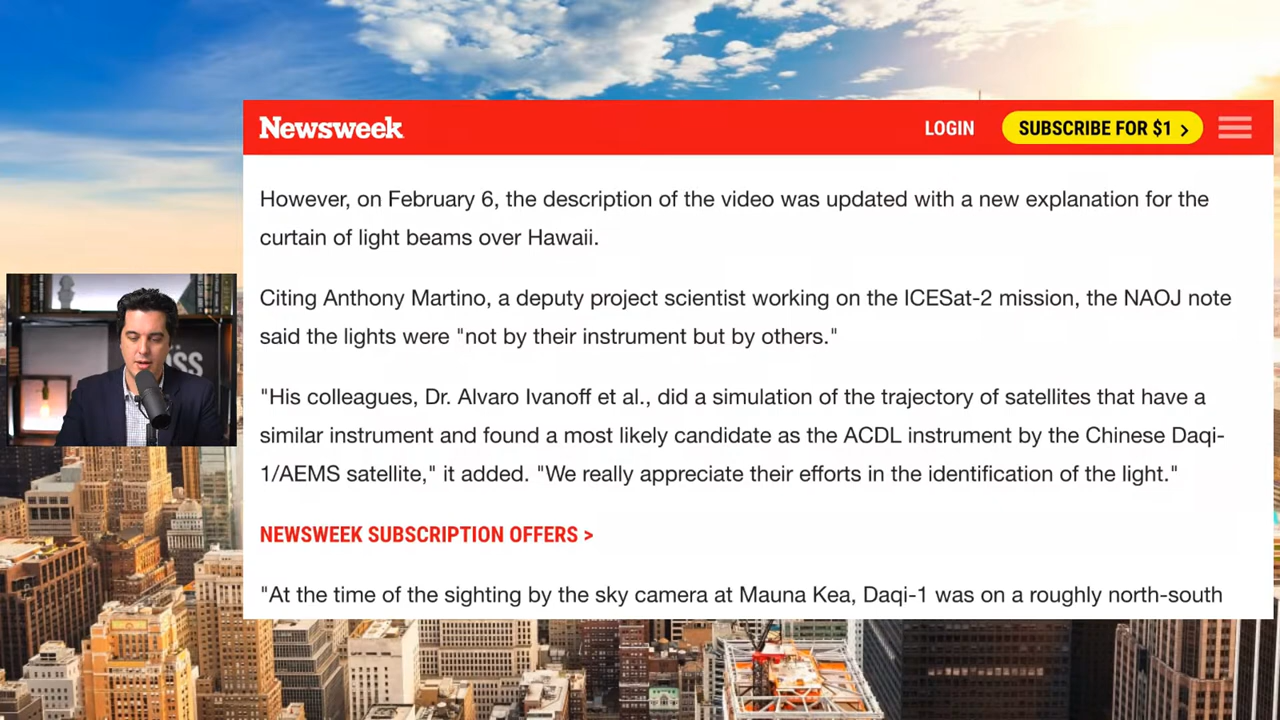 Newsweek
LOGIN
SUBSCRIBE FOR $1 >
However, on February 6, the description of the video was updated with a new explanation for the
curtain of light beams over Hawaii.
Citing Anthony Martino, a deputy project scientist working on the ICESat-2 mission, the NAOJ note
said the lights were "not by their instrument but by others."
"His colleagues, Dr. Alvaro Ivanoff et al., did a simulation of the trajectory of satellites that have a
similar instrument and found a most likely candidate as the ACDL instrument by the Chinese Daqi-
1/AEMS satellite," it added. "We really appreciate their efforts in the identification of the light."
NEWSWEEK SUBSCRIPTION OFFERS >
"At the time of the sighting by the sky camera at Mauna Kea, Daqi-1 was on a roughly north-south